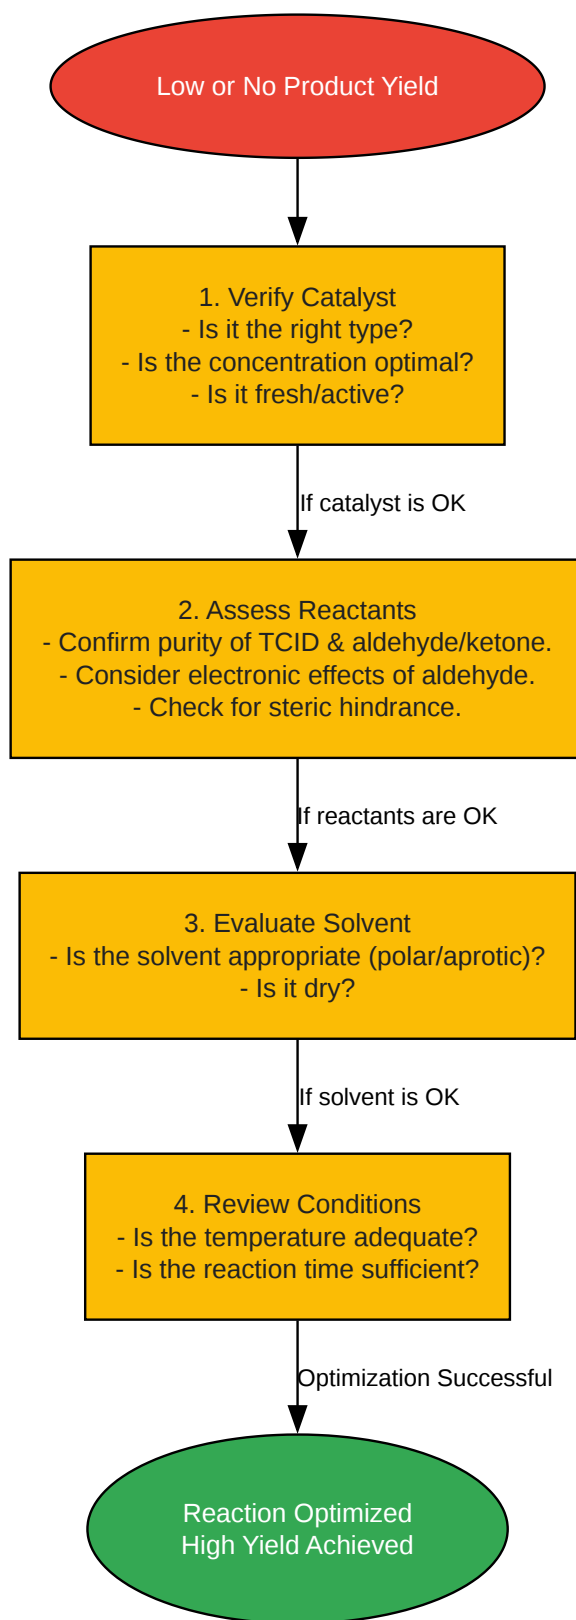 Low or No Product Yield
1. Verify Catalyst
- Is it the right type?
- Is the concentration optimal?
- Is it fresh/active?
If catalyst is OK
2. Assess Reactants
- Confirm purity of TCID & aldehyde/ketone.
- Consider electronic effects of aldehyde.
- Check for steric hindrance.
If reactants are OK
3. Evaluate Solvent
- Is the solvent appropriate (polar/aprotic)?
- Is it dry?
If solvent is OK
4. Review Conditions
- Is the temperature adequate?
- Is the reaction time sufficient?
Optimization Successful
Reaction Optimized
High Yield Achieved